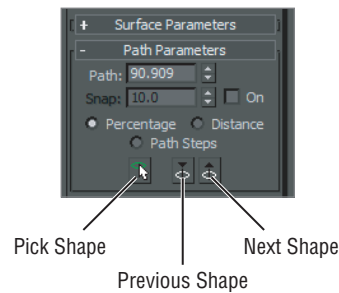 + Surface Parameters
- Path Parameters
Path: 90.909
Snap: 10.0 On
Percentage Distance
Path Steps
Pick Shape Next Shape
Previous Shape